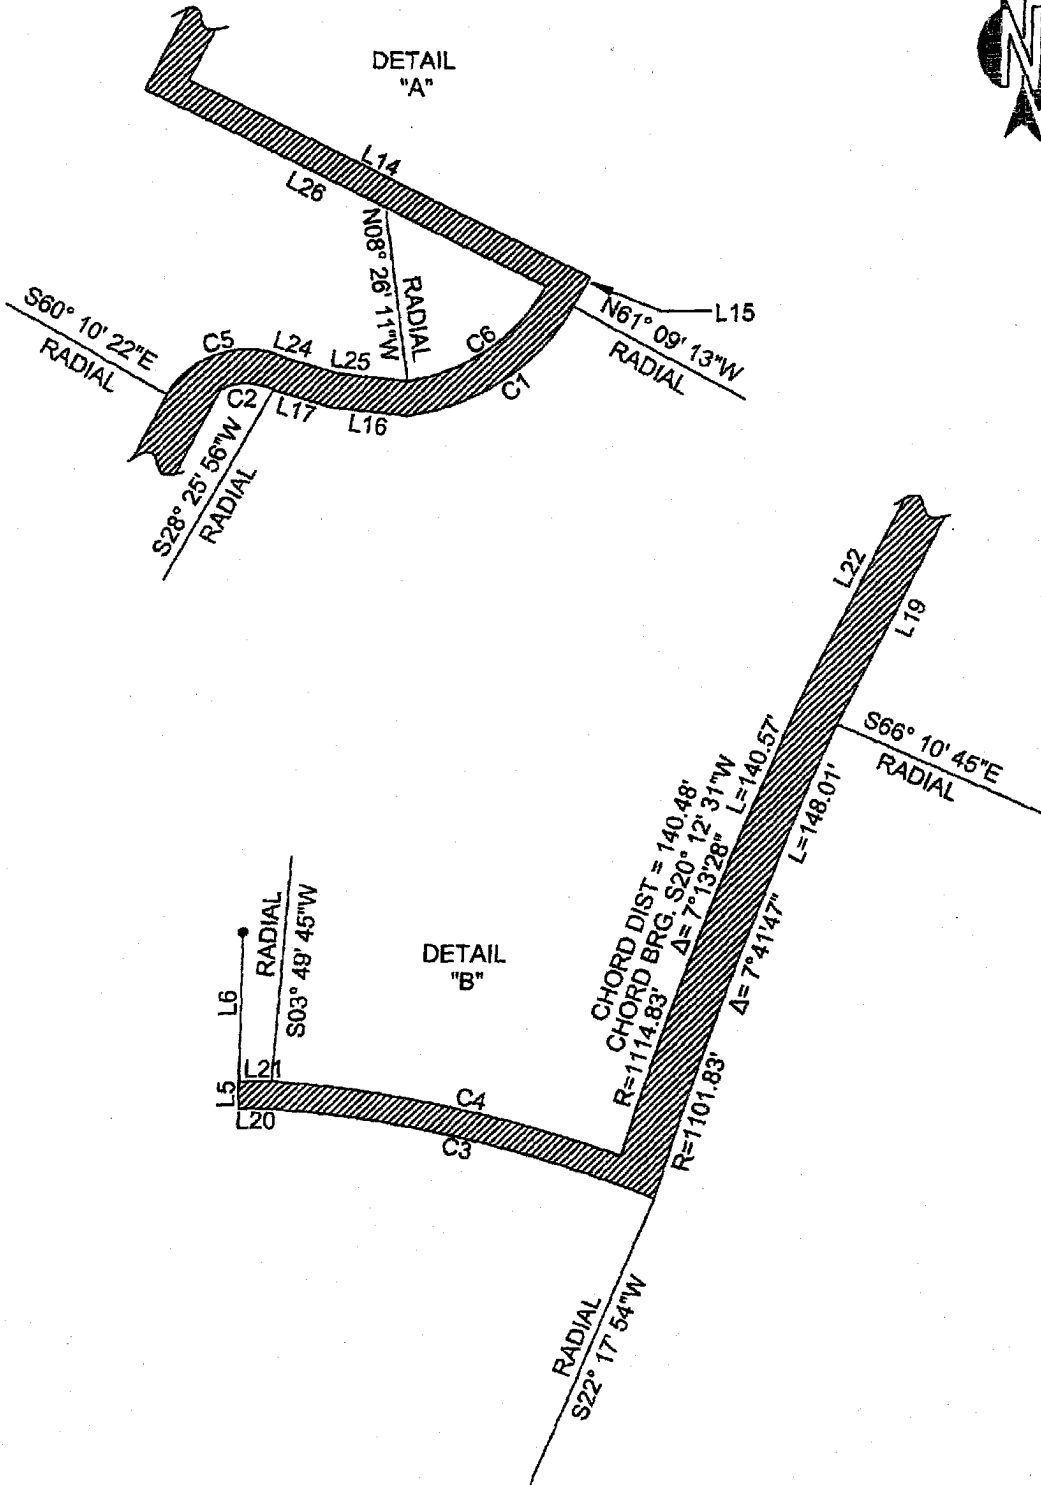 N
DETAIL
"A"
L14
L26
N08° 26' 11"W
RADIAL
L15
N61° 09' 13"W
RADIAL
S60° 10' 22"E
RADIAL
C5
L24
L25
C6
C1
C2
L17
L16
S28° 25' 56"W
RADIAL
L22
L19
S66° 10' 45"E
RADIAL
CHORD DIST = 140.48'
CHORD BRG. S20° 12' 31"W
R=1114.83' Δ= 7°13'28" L=140.57'
R=1101.83' Δ= 7°41'47" L=148.01'
DETAIL
"B"
RADIAL
S03° 49' 45"W
L6
L21
L5
L20
C4
C3
RADIAL
S22° 17' 54"W